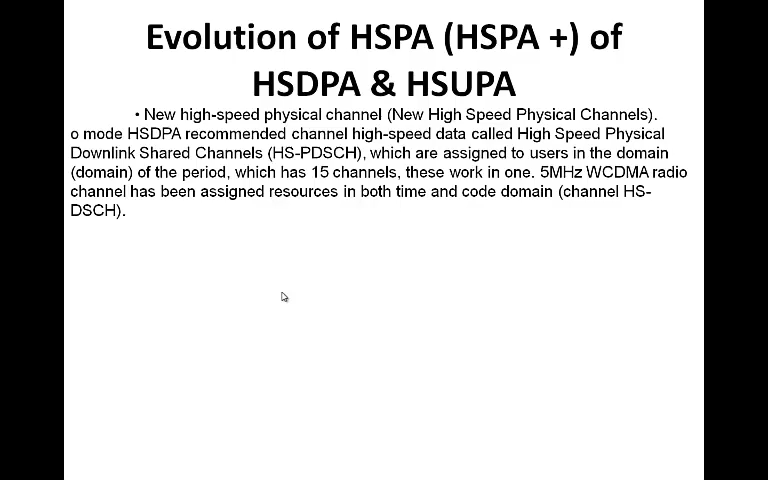 Evolution of HSPA (HSPA +) of
HSDPA & HSUPA
• New high-speed physical channel (New High Speed Physical Channels).
o mode HSDPA recommended channel high-speed data called High Speed Physical
Downlink Shared Channels (HS-PDSCH), which are assigned to users in the domain
(domain) of the period, which has 15 channels, these work in one. 5MHz WCDMA radio
channel has been assigned resources in both time and code domain (channel HS-
DSCH).